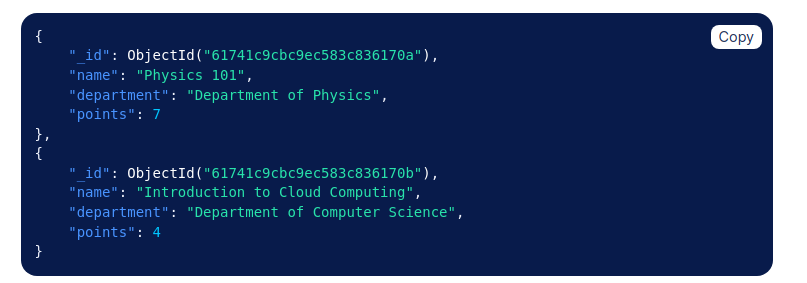 Copy
{
    "_id": ObjectId("61741c9cbc9ec583c836170a"),
    "name": "Physics 101",
    "department": "Department of Physics",
    "points": 7
},
{
    "_id": ObjectId("61741c9cbc9ec583c836170b"),
    "name": "Introduction to Cloud Computing",
    "department": "Department of Computer Science",
    "points": 4
}